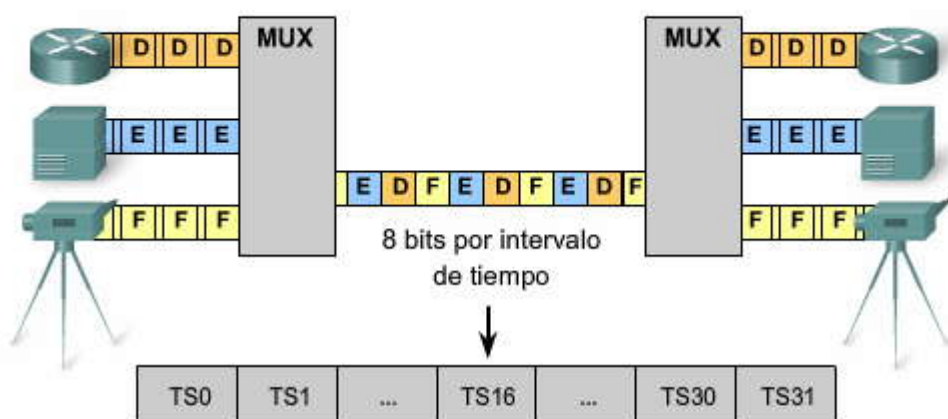 D D D MUX MUX D D D
E E E E E E
E D F E D F E D F
F F F F F F
8 bits por intervalo
de tiempo
TS0 TS1 ... TS16 ... TS30 TS31